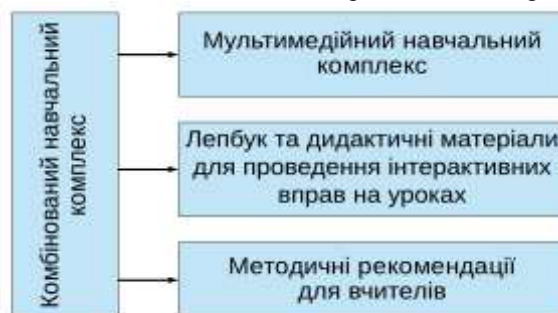 Комбінований навчальний
комплекс
Мультимедійний навчальний
комплекс
Лепбук та дидактичні матеріали
для проведення інтерактивних
вправ на уроках
Методичні рекомендації
для вчителів